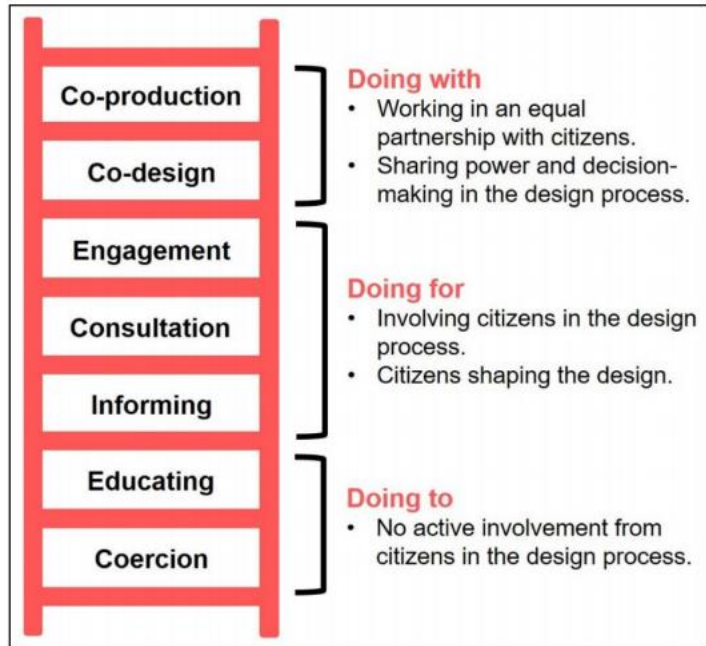 Co-production
Co-design
Engagement
Consultation
Informing
Educating
Coercion
Doing with
• Working in an equal
partnership with citizens.
• Sharing power and decision-
making in the design process.
Doing for
• Involving citizens in the design
process.
• Citizens shaping the design.
Doing to
• No active involvement from
citizens in the design process.